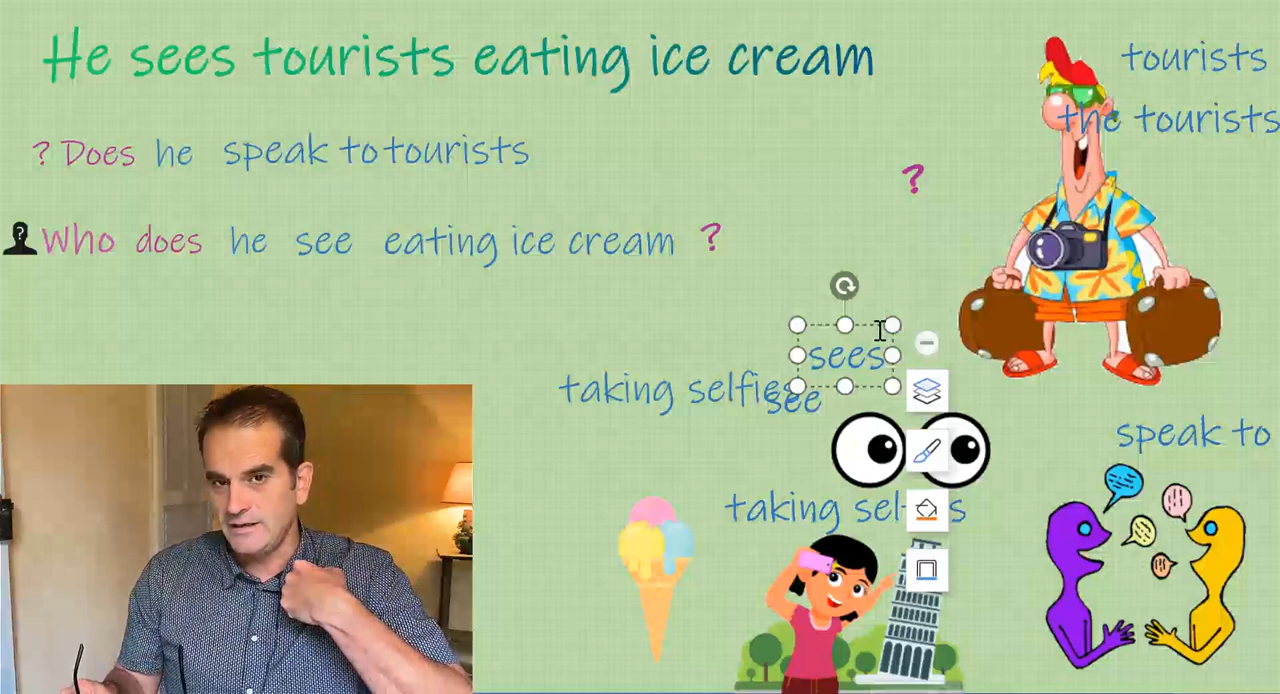 He sees tourists eating ice cream
tourists
the tourists
? Does he speak to tourists
?
Who does he see eating ice cream ?
sees
taking selfies
see
speak to
taking selfies